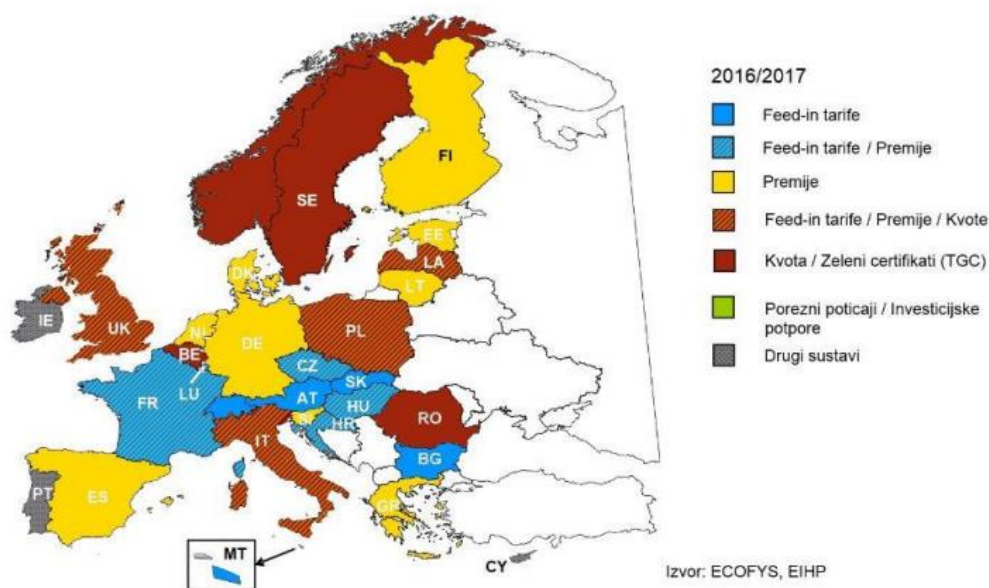 2016/2017
Feed-in tarife
Feed-in tarife / Premije
Premije
Feed-in tarife / Premije / Kvote
Kvota / Zeleni certifikati (TGC)
Porezni poticaji / Investicijske
potpore
Drugi sustavi
FI
SE
EE
LA
LT
DK
IE
UK
NL
DE
PL
BE
LU
CZ
SK
FR
AT
HU
SI
HR
RO
IT
BG
PT
ES
GR
MT
CY
Izvor: ECOFYS, EIHP